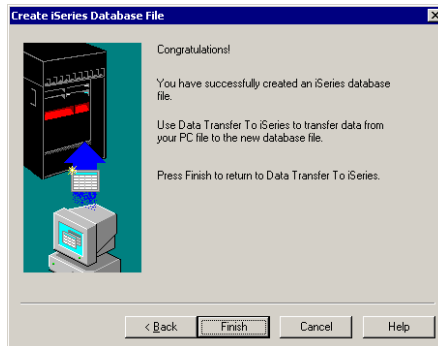 Create iSeries Database File
Congratulations!
You have successfully created an iSeries database
file.
Use Data Transfer To iSeries to transfer data from
your PC file to the new database file.
Press Finish to return to Data Transfer To iSeries.
< Back Finish Cancel Help